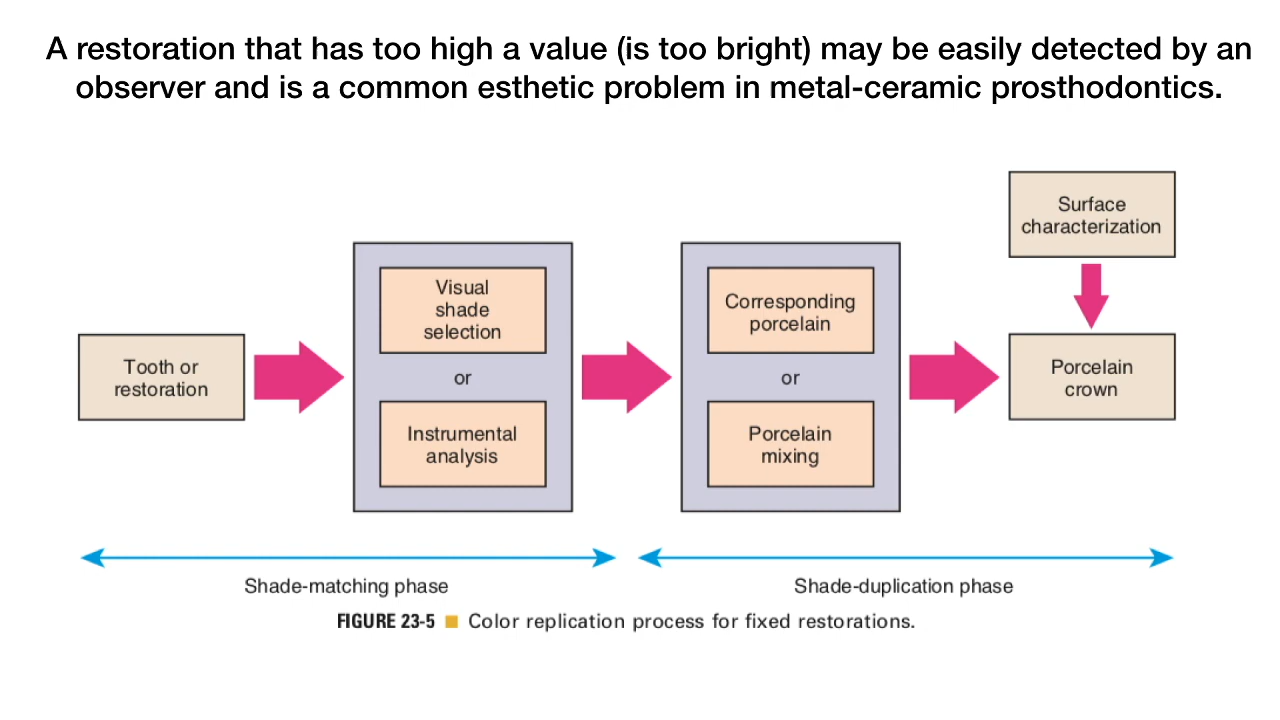 A restoration that has too high a value (is too bright) may be easily detected by an
observer and is a common esthetic problem in metal-ceramic prosthodontics.
Tooth or
restoration
Visual
shade
selection
or
Instrumental
analysis
Corresponding
porcelain
or
Porcelain
mixing
Surface
characterization
Porcelain
crown
Shade-matching phase
Shade-duplication phase
FIGURE 23-5 ■ Color replication process for fixed restorations.